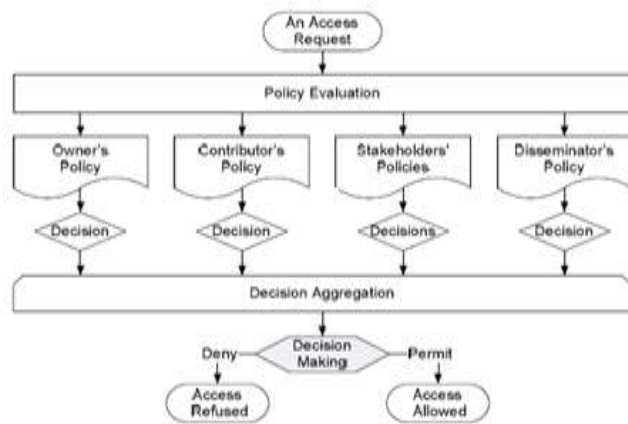 An Access
Request
Policy Evaluation
Owner's
Policy
Contributor's
Policy
Stakeholders'
Policies
Disseminator's
Policy
Decision
Decision
Decisions
Decision
Decision Aggregation
Deny
Decision
Making
Permit
Access
Refused
Access
Allowed